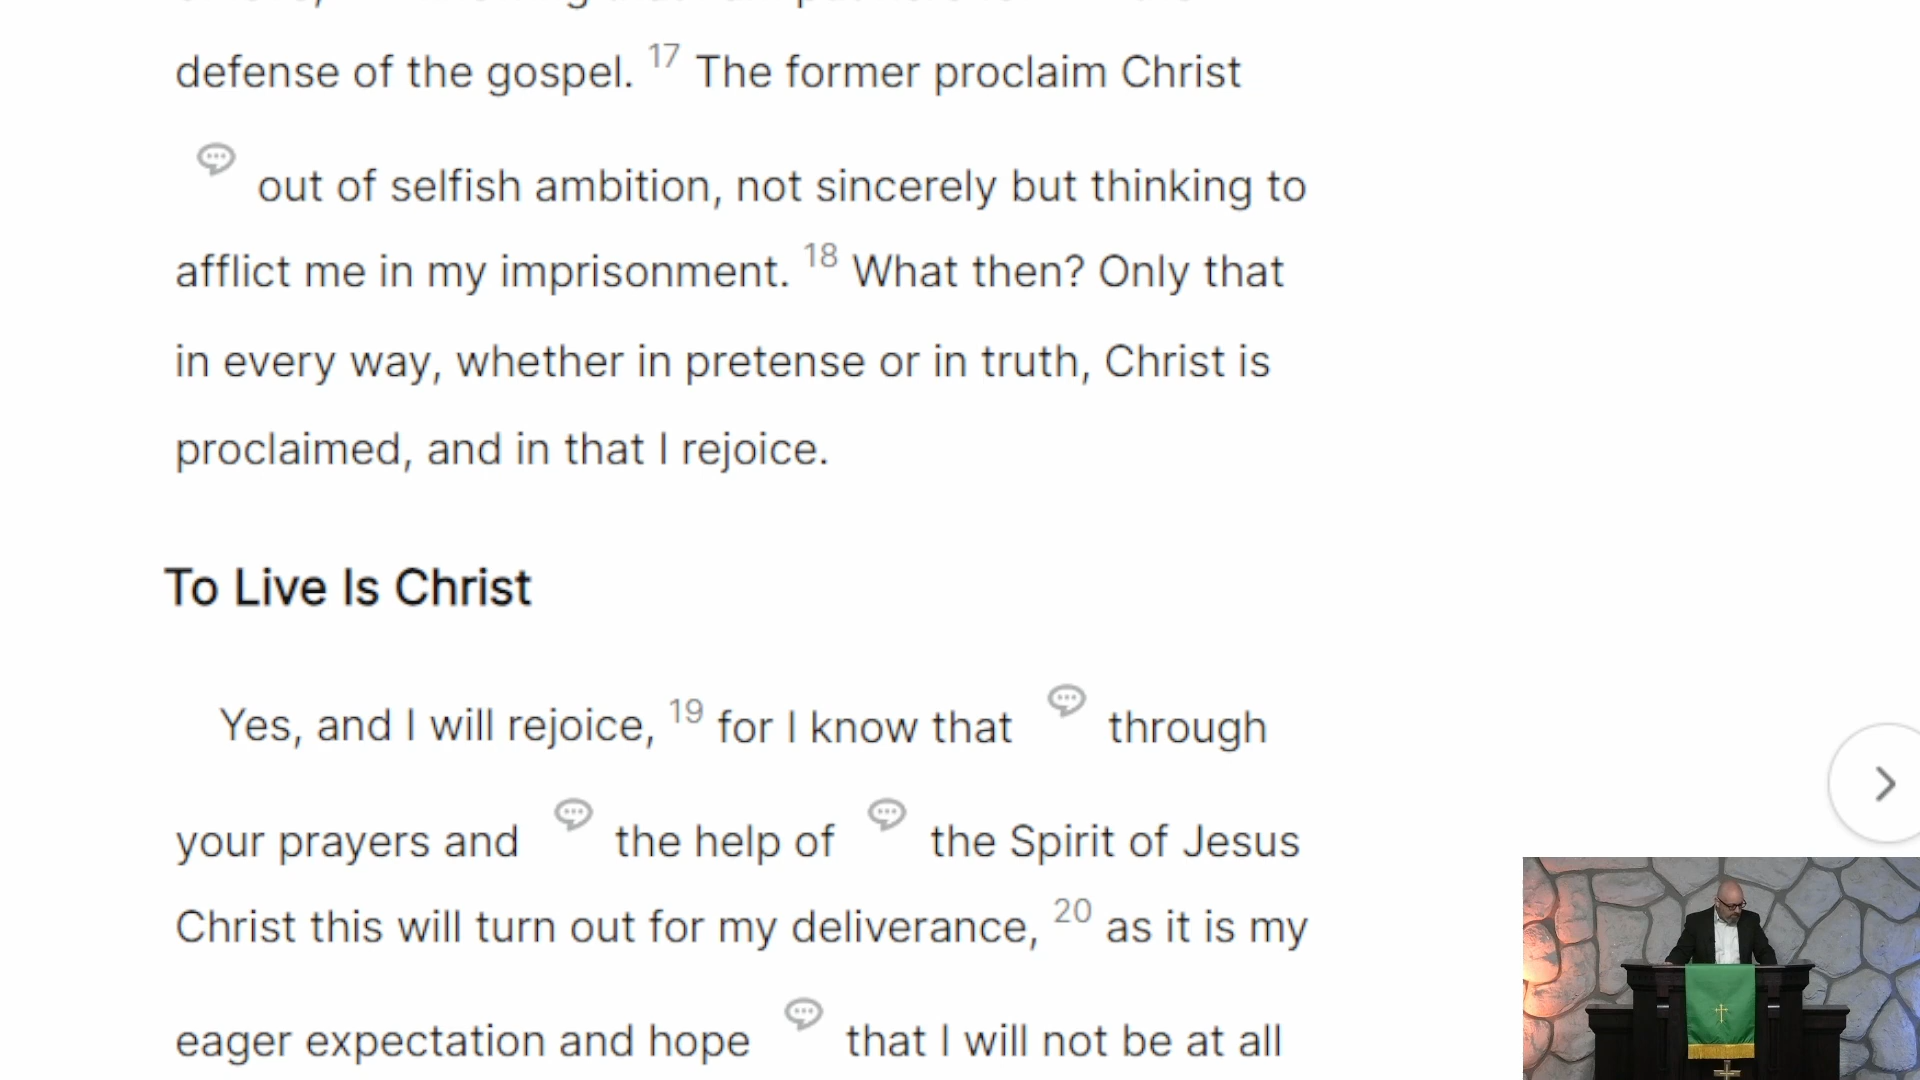 defense of the gospel. 17 The former proclaim Christ
out of selfish ambition, not sincerely but thinking to
afflict me in my imprisonment. 18 What then? Only that
in every way, whether in pretense or in truth, Christ is
proclaimed, and in that I rejoice.
To Live Is Christ
Yes, and I will rejoice, 19 for I know that through
your prayers and the help of the Spirit of Jesus
Christ this will turn out for my deliverance, 20 as it is my
eager expectation and hope that I will not be at all